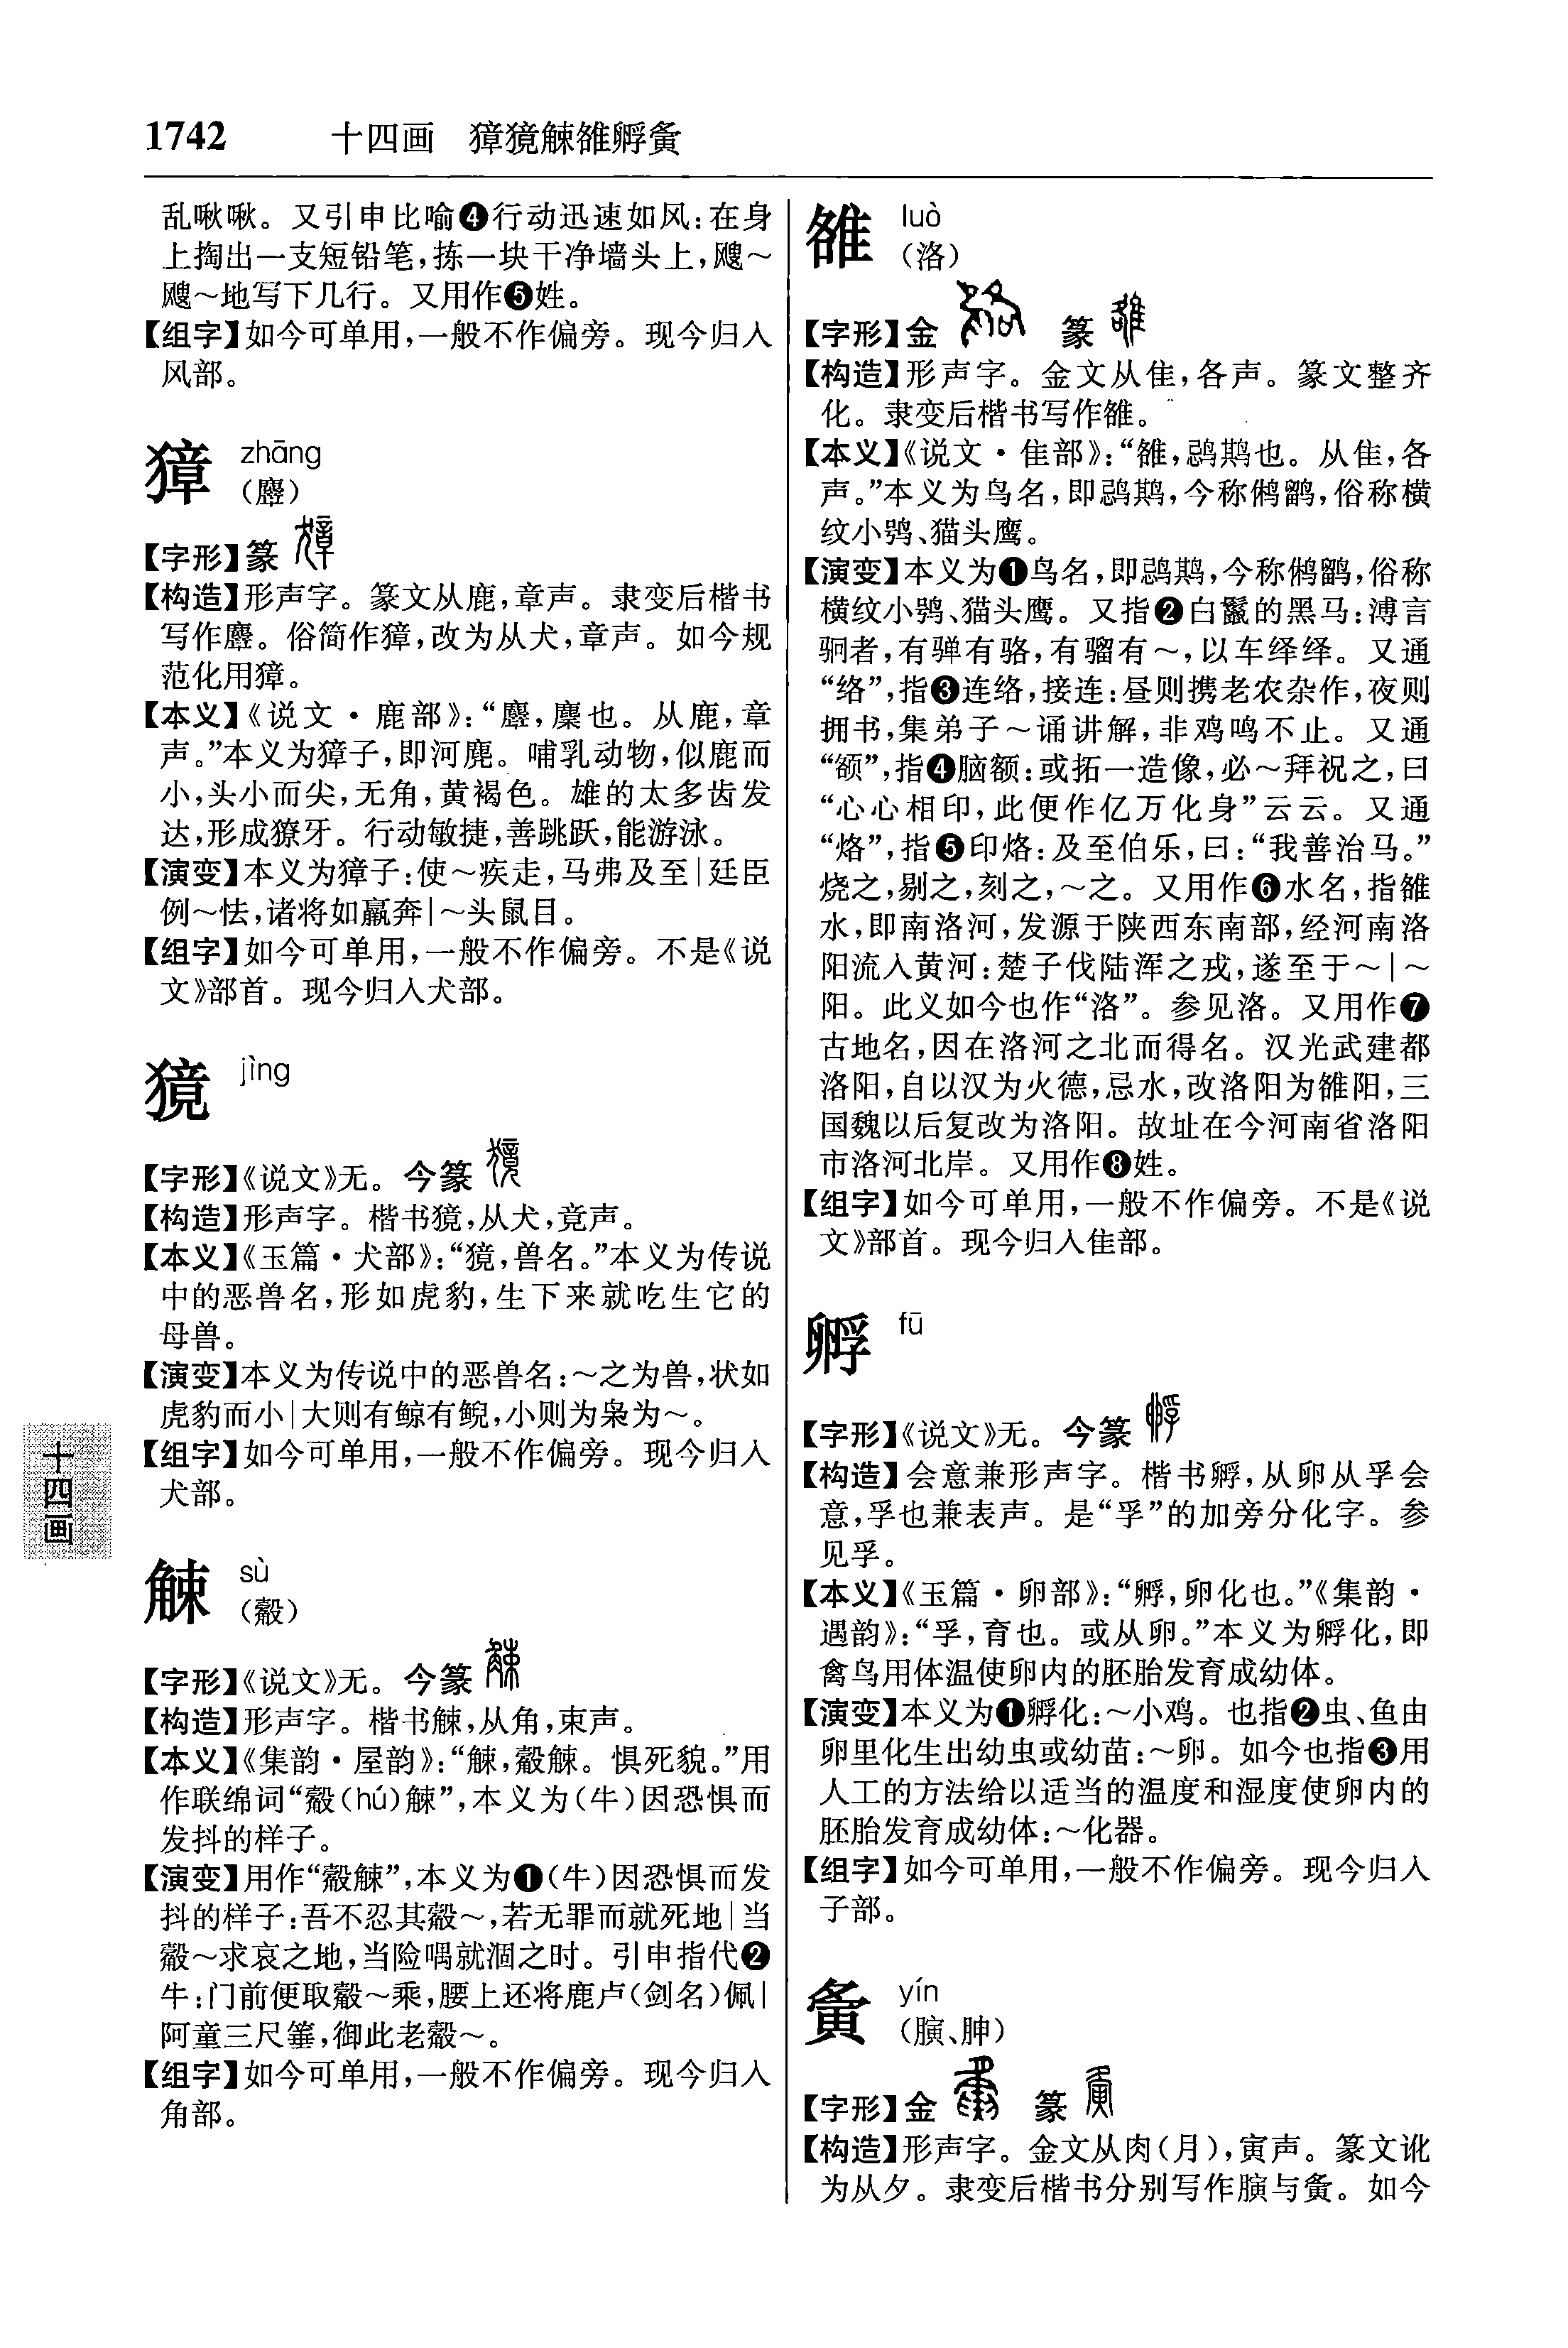 1742 十四画 獐獍觫雒孵夤
乱啾啾。又引申比喻❹行动迅速如风：在身
上掏出一支短铅笔，拣一块干净墙头上，飕～
飕～地写下几行。又用作❺姓。
【组字】如今可单用，一般不作偏旁。现今归入
风部。
獐 zhāng
（麞）
【字形】篆
【构造】形声字。篆文从鹿，章声。隶变后楷书
写作麞。俗简作獐，改为从犬，章声。如今规
范化用獐。
【本义】《说文·鹿部》：“麞，麋也。从鹿，章
声。”本义为獐子，即河麂。哺乳动物，似鹿而
小，头小而尖，无角，黄褐色。雄的太多齿发
达，形成獠牙。行动敏捷，善跳跃，能游泳。
【演变】本义为獐子：使～疾走，马弗及至｜廷臣
例～怯，诸将如羸奔｜～头鼠目。
【组字】如今可单用，一般不作偏旁。不是《说
文》部首。现今归入犬部。
獍 jìng
【字形】《说文》无。今篆
【构造】形声字。楷书獍，从犬，竟声。
【本义】《玉篇·犬部》：“獍，兽名。”本义为传说
中的恶兽名，形如虎豹，生下来就吃生它的
母兽。
【演变】本义为传说中的恶兽名：～之为兽，状如
虎豹而小｜大则有鲸有鲵，小则为枭为～。
【组字】如今可单用，一般不作偏旁。现今归入
犬部。
觫 sù
（觳）
【字形】《说文》无。今篆
【构造】形声字。楷书觫，从角，束声。
【本义】《集韵·屋韵》：“觫，觳觫。惧死貌。”用
作联绵词“觳（hú）觫”，本义为（牛）因恐惧而
发抖的样子。
【演变】用作“觳觫”，本义为❶（牛）因恐惧而发
抖的样子：吾不忍其觳～，若无罪而就死地｜当
觳～求哀之地，当险喁就涸之时。引申指代❷
牛：门前便取觳～乘，腰上还将鹿卢（剑名）佩｜
阿童三尺箠，御此老觳～。
【组字】如今可单用，一般不作偏旁。现今归入
角部。
十四画
雒 luò
（洛）
【字形】金 篆
【构造】形声字。金文从隹，各声。篆文整齐
化。隶变后楷书写作雒。
【本义】《说文·隹部》：“雒，鹝鶀也。从隹，各
声。”本义为鸟名，即鹝鶀，今称鸺鹠，俗称横
纹小鸮、猫头鹰。
【演变】本义为❶鸟名，即鹝鶀，今称鸺鹠，俗称
横纹小鸮、猫头鹰。又指❷白鬣的黑马：溥言
驷者，有骅有骆，有骝有～，以车绎绎。又通
“络”，指❸连络，接连：昼则携老农杂作，夜则
拥书，集弟子～诵讲解，非鸡鸣不止。又通
“额”，指❹脑额：或拓一造像，必～拜祝之，曰
“心心相印，此便作亿万化身”云云。又通
“烙”，指❺印烙：及至伯乐，曰：“我善治马。”
烧之，剔之，刻之，～之。又用作❻水名，指雒
水，即南洛河，发源于陕西东南部，经河南洛
阳流入黄河：楚子伐陆浑之戎，遂至于～｜～
阳。此义如今也作“洛”。参见洛。又用作❼
古地名，因在洛河之北而得名。汉光武建都
洛阳，自以汉为火德，忌水，改洛阳为雒阳，三
国魏以后复改为洛阳。故址在今河南省洛阳
市洛河北岸。又用作❽姓。
【组字】如今可单用，一般不作偏旁。不是《说
文》部首。现今归入隹部。
孵 fū
【字形】《说文》无。今篆
【构造】会意兼形声字。楷书孵，从卵从孚会
意，孚也兼表声。是“孚”的加旁分化字。参
见孚。
【本义】《玉篇·卵部》：“孵，卵化也。”《集韵·
遇韵》：“孚，育也。或从卵。”本义为孵化，即
禽鸟用体温使卵内的胚胎发育成幼体。
【演变】本义为❶孵化：～小鸡。也指❷虫、鱼由
卵里化生出幼虫或幼苗：～卵。如今也指❸用
人工的方法给以适当的温度和湿度使卵内的
胚胎发育成幼体：～化器。
【组字】如今可单用，一般不作偏旁。现今归入
子部。
夤 yín
（䐡、胂）
【字形】金 篆
【构造】形声字。金文从肉（月），寅声。篆文讹
为从夕。隶变后楷书分别写作䐡与夤。如今